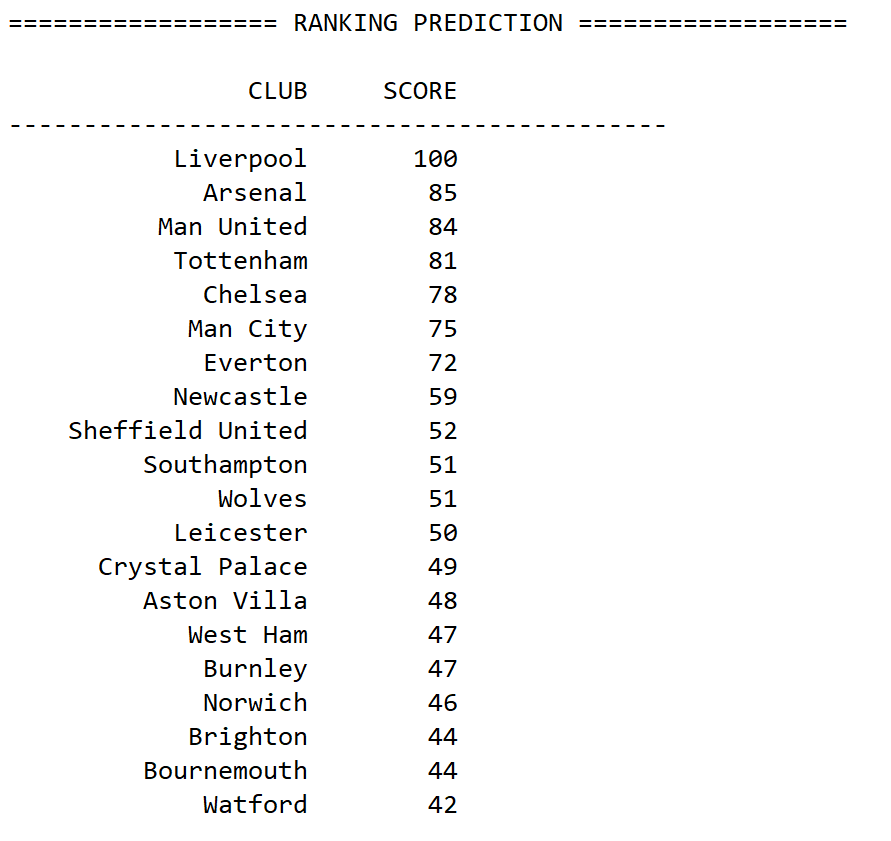 ================== RANKING PREDICTION ==================
CLUB SCORE
--------------------------------------------
Liverpool 100
Arsenal 85
Man United 84
Tottenham 81
Chelsea 78
Man City 75
Everton 72
Newcastle 59
Sheffield United 52
Southampton 51
Wolves 51
Leicester 50
Crystal Palace 49
Aston Villa 48
West Ham 47
Burnley 47
Norwich 46
Brighton 44
Bournemouth 44
Watford 42